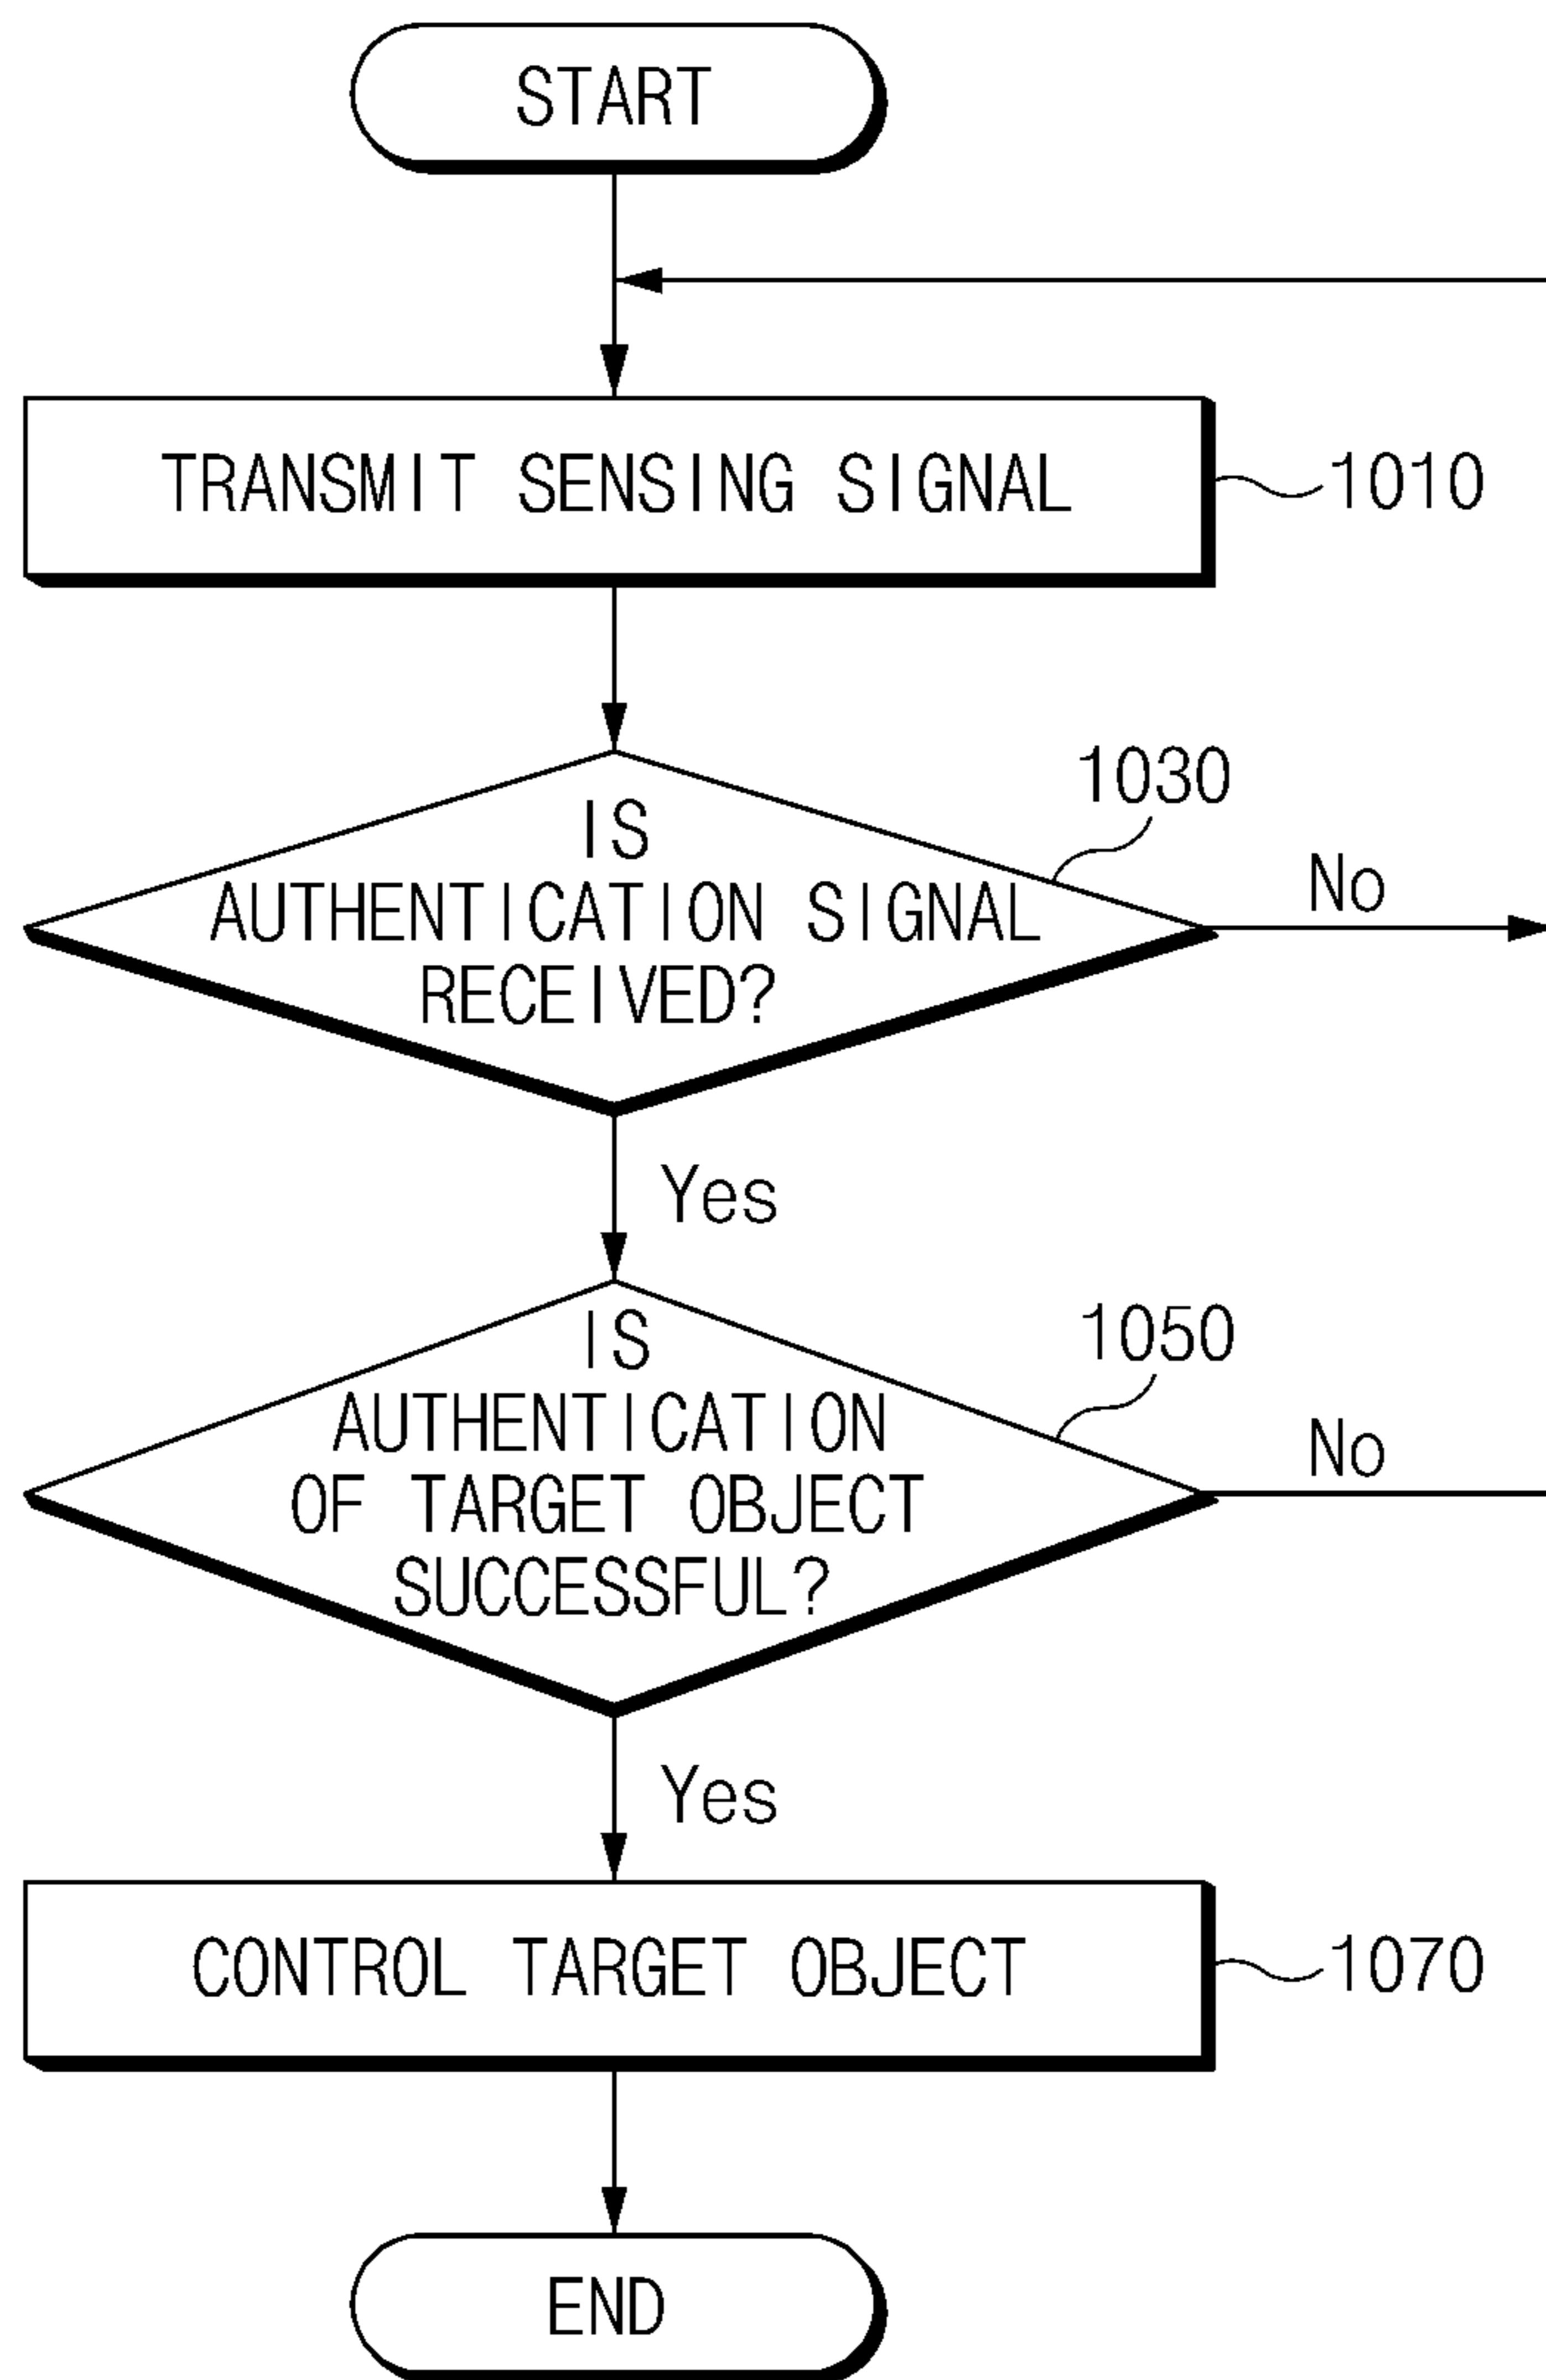 START
TRANSMIT SENSING SIGNAL
1010
1030
IS
AUTHENTICATION SIGNAL
RECEIVED?
No
Yes
1050
IS
AUTHENTICATION
OF TARGET OBJECT
SUCCESSFUL?
No
Yes
CONTROL TARGET OBJECT
1070
END